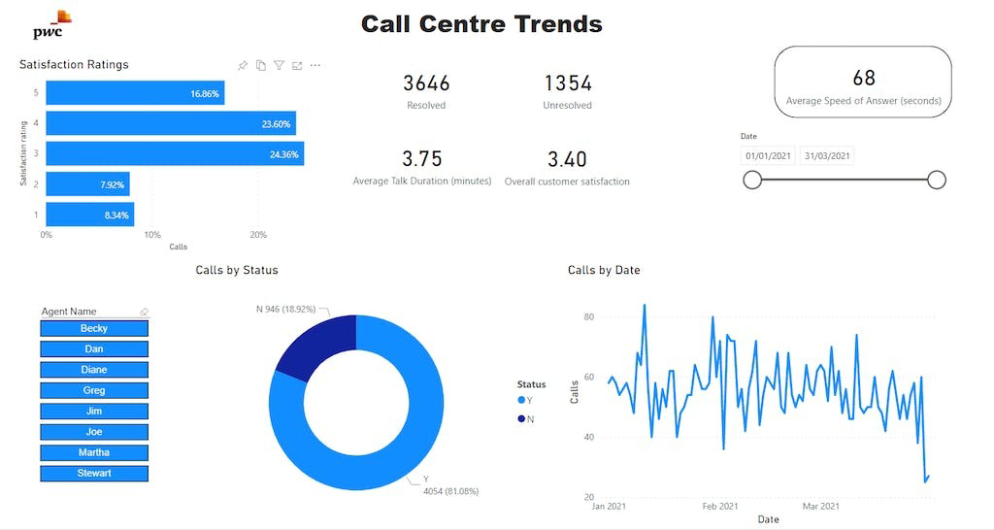 pwc
Call Centre Trends
Satisfaction Ratings
Satisfaction rating
5
16.86%
4
23.60%
3
24.36%
2
7.92%
1
8.34%
0%
10%
20%
Calls
3646
Resolved
1354
Unresolved
3.75
Average Talk Duration (minutes)
3.40
Overall customer satisfaction
68
Average Speed of Answer (seconds)
Date
01/01/2021
31/03/2021
Calls by Status
Agent Name
Becky
Dan
Diane
Greg
Jim
Joe
Martha
Stewart
N 946 (18.92%)
Y
4054 (81.08%)
Status
Y
N
Calls by Date
Calls
80
60
40
20
Jan 2021
Feb 2021
Mar 2021
Date